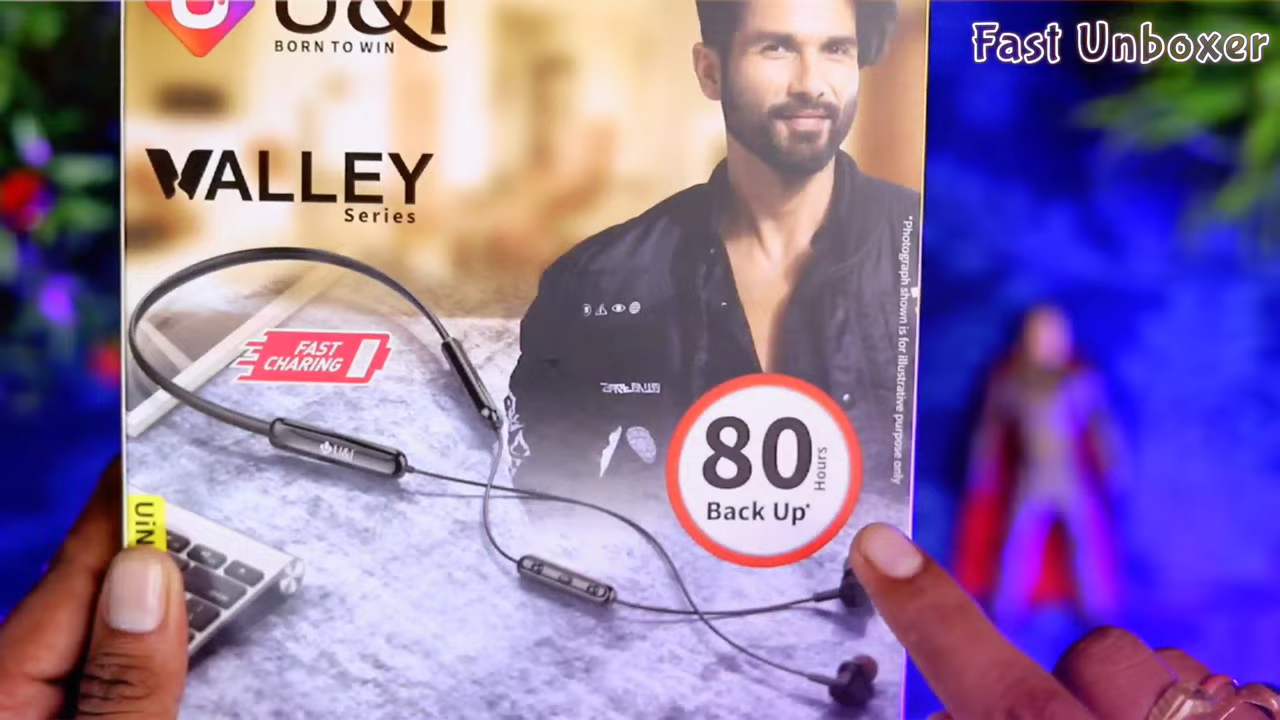 Fast Unboxer
U&I
BORN TO WIN
VALLEY
Series
FAST
CHARING
U&I
80
Hours
Back Up*
*Photograph shown is for illustrative purpose only
UiN